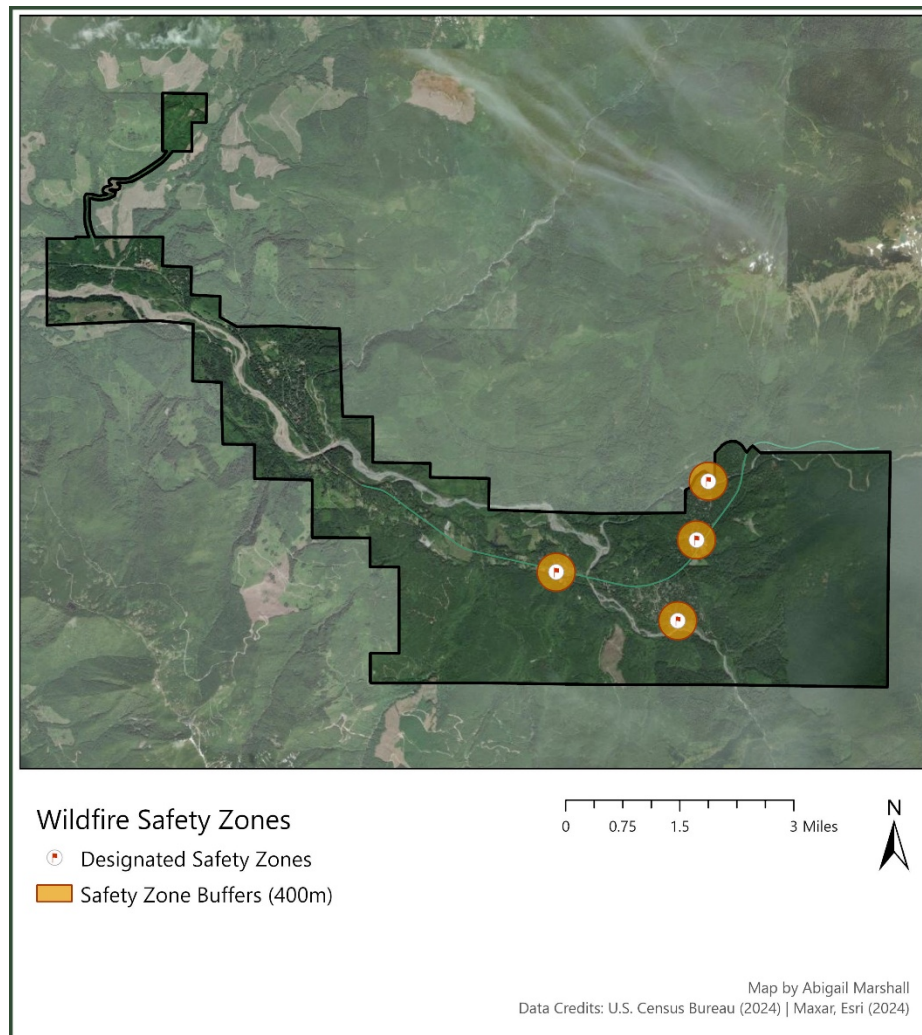 Wildfire Safety Zones
Designated Safety Zones
Safety Zone Buffers (400m)
0 0.75 1.5 3 Miles
N
Map by Abigail Marshall
Data Credits: U.S. Census Bureau (2024) | Maxar, Esri (2024)